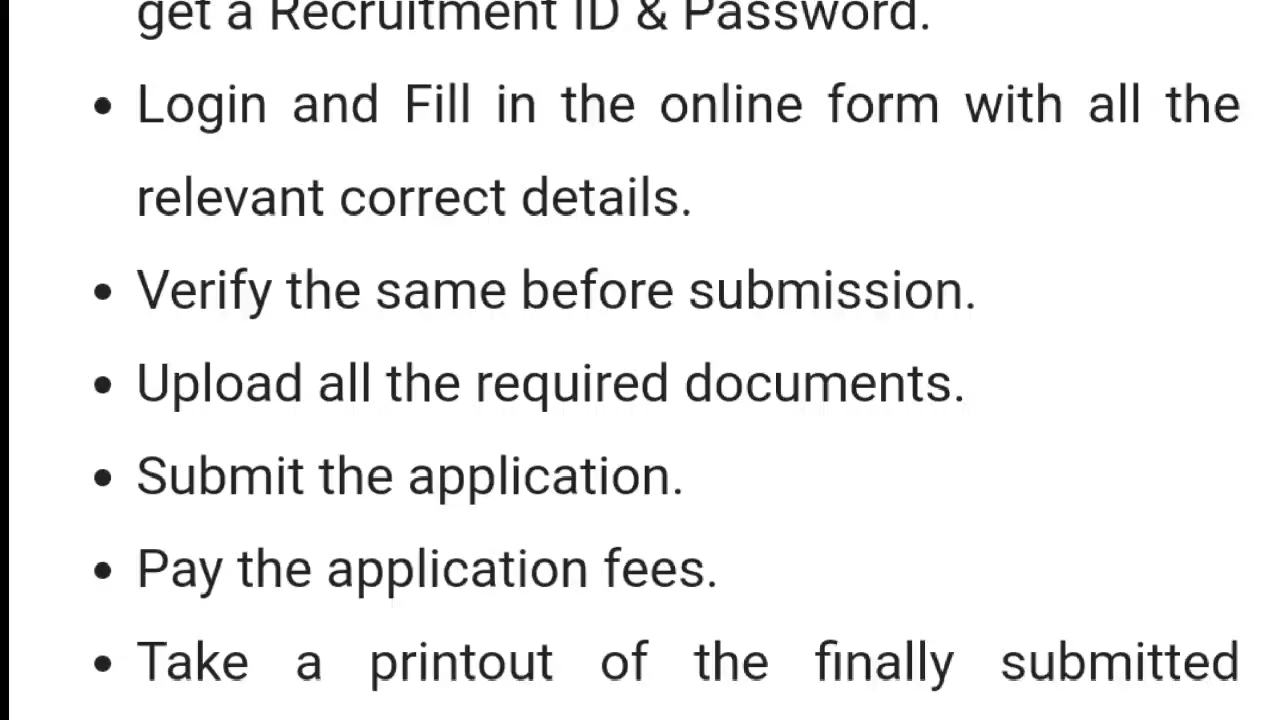 get a Recruitment ID & Password.
• Login and Fill in the online form with all the
relevant correct details.
• Verify the same before submission.
• Upload all the required documents.
• Submit the application.
• Pay the application fees.
• Take a printout of the finally submitted